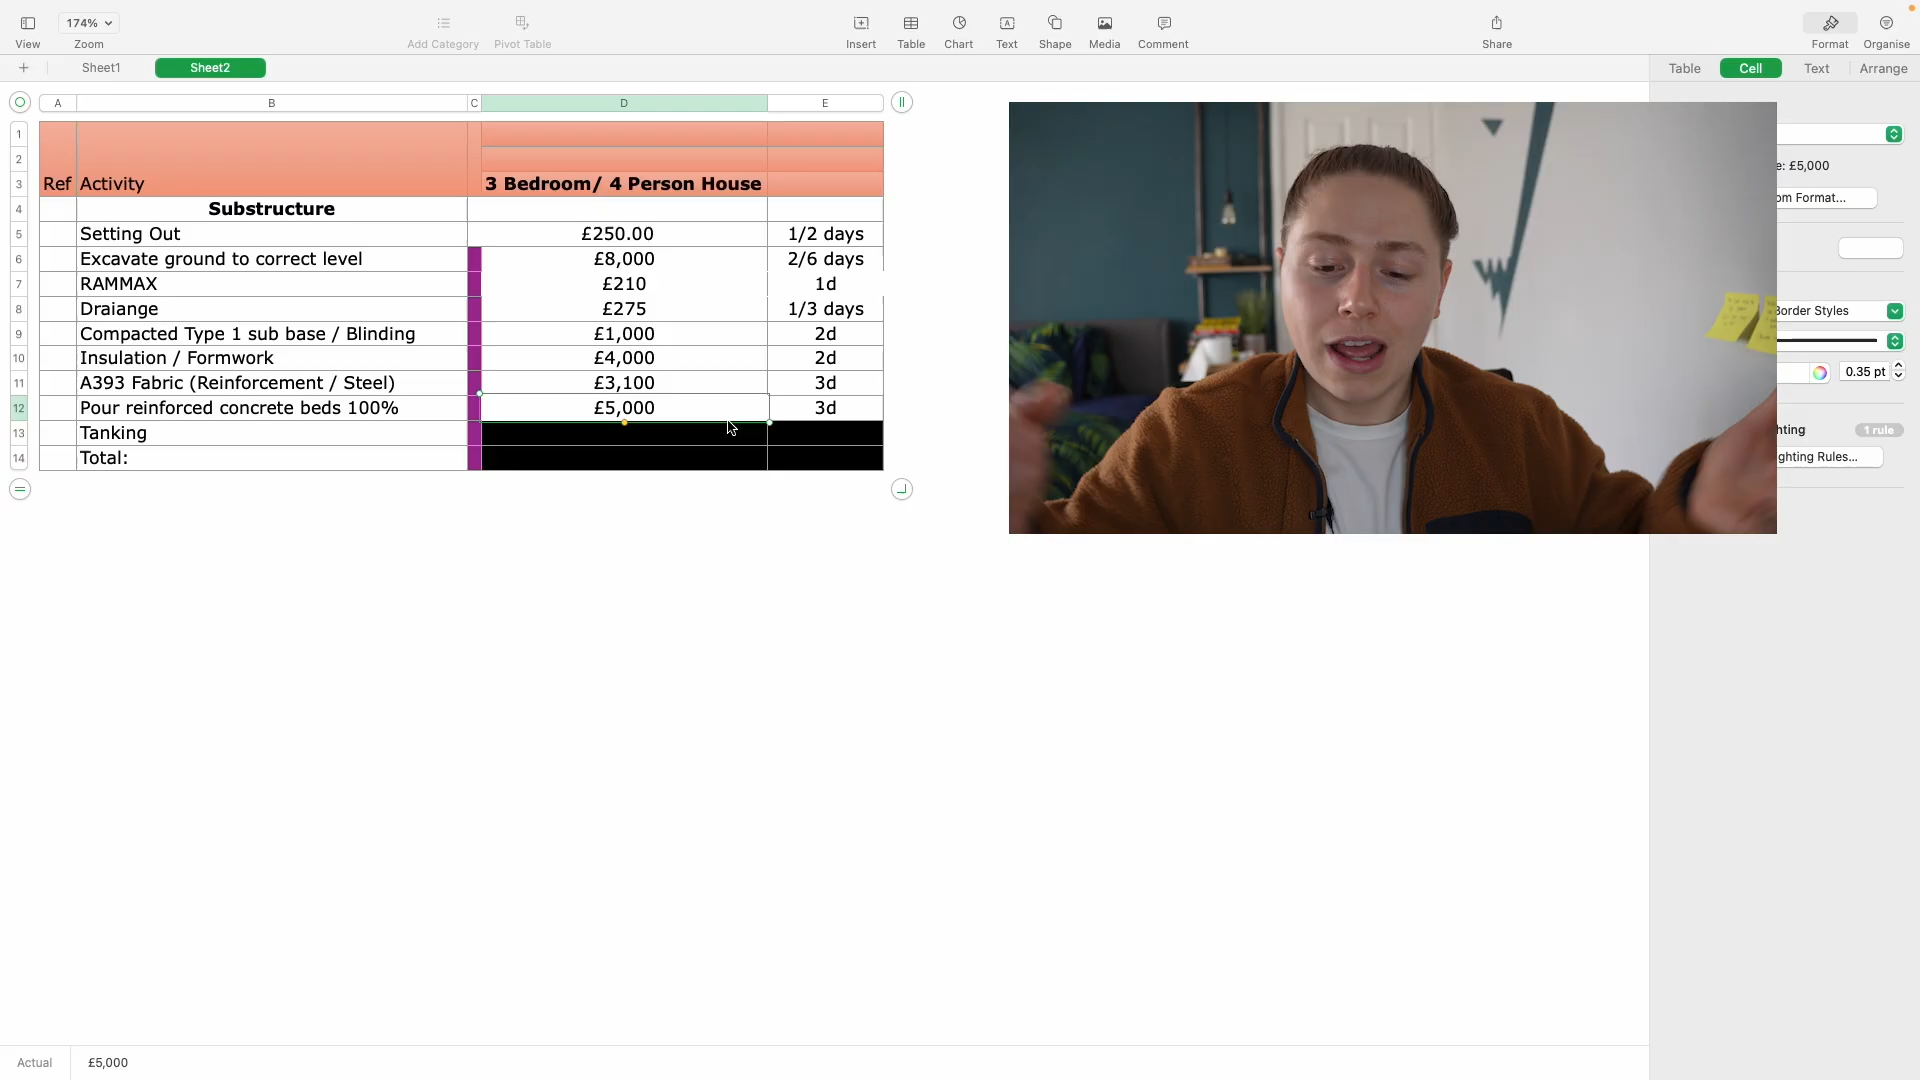 View
174%
Zoom
Add Category
Pivot Table
Insert
Table
Chart
Text
Shape
Media
Comment
Share
Format
Organise
Sheet1
Sheet2
Table
Cell
Text
Arrange
A B C D E
1
2
3 Ref Activity 3 Bedroom/ 4 Person House
4 Substructure
5 Setting Out £250.00 1/2 days
6 Excavate ground to correct level £8,000 2/6 days
7 RAMMAX £210 1d
8 Draiange £275 1/3 days
9 Compacted Type 1 sub base / Blinding £1,000 2d
10 Insulation / Formwork £4,000 2d
11 A393 Fabric (Reinforcement / Steel) £3,100 3d
12 Pour reinforced concrete beds 100% £5,000 3d
13 Tanking
14 Total:
e: £5,000
om Format...
Border Styles
0.35 pt
hting
1 rule
ghting Rules...
Actual £5,000